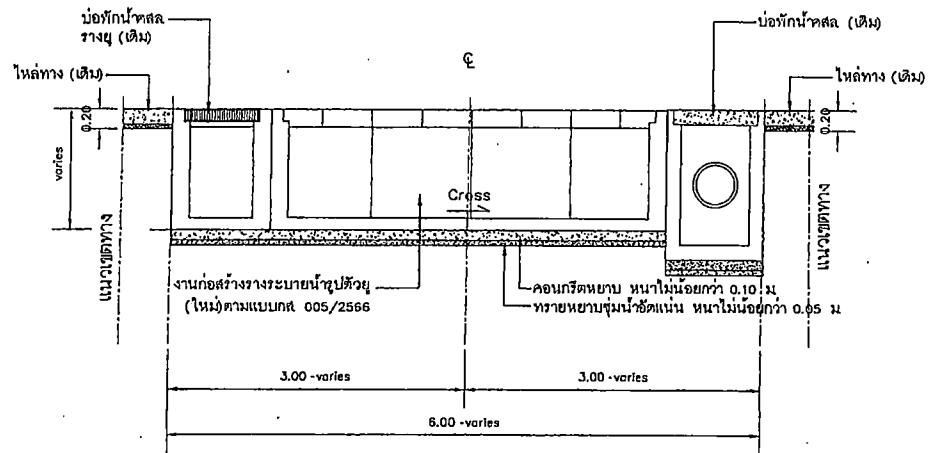 บ่อพักน้ำคสล
รางยู (เดิม)
บ่อพักน้ำคสล (เดิม)
℄
ไหล่ทาง (เดิม)
ไหล่ทาง (เดิม)
0.20
0.20
varies
Cross
แนวเขตทาง
แนวเขตทาง
งานก่อสร้างรางระบายน้ำรูปตัวยู
(ใหม่)ตามแบบกส 005/2566
คอนกรีตหยาบ หนาไม่น้อยกว่า 0.10 ม.
ทรายหยาบชุ่มน้ำอัดแน่น หนาไม่น้อยกว่า 0.05 ม.
3.00 -varies
3.00 -varies
6.00 -varies